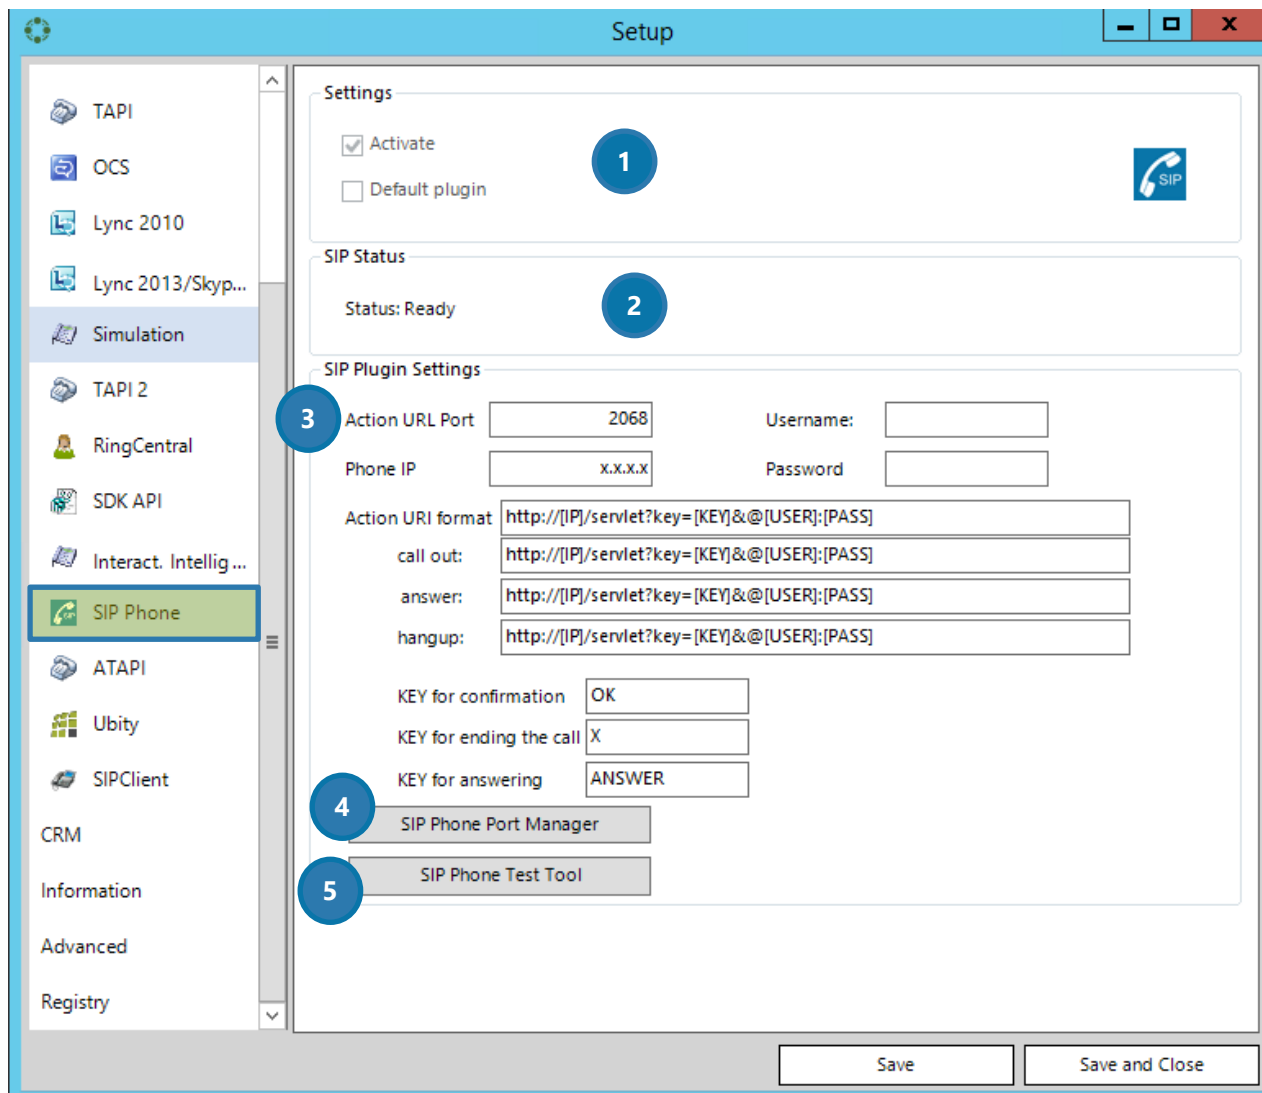 Setup
X
TAPI
OCS
Lync 2010
Lync 2013/Skyp...
Simulation
TAPI 2
RingCentral
SDK API
Interact. Intellig ...
SIP Phone
ATAPI
Ubity
SIPClient
CRM
Information
Advanced
Registry
Settings
Activate
1
Default plugin
SIP
SIP Status
Status: Ready
2
SIP Plugin Settings
3
Action URL Port 2068 Username:
Phone IP x.x.x.x Password
Action URI format http://[IP]/servlet?key=[KEY]&@[USER]:[PASS]
call out: http://[IP]/servlet?key=[KEY]&@[USER]:[PASS]
answer: http://[IP]/servlet?key=[KEY]&@[USER]:[PASS]
hangup: http://[IP]/servlet?key=[KEY]&@[USER]:[PASS]
KEY for confirmation OK
KEY for ending the call X
KEY for answering ANSWER
4
SIP Phone Port Manager
5
SIP Phone Test Tool
Save
Save and Close